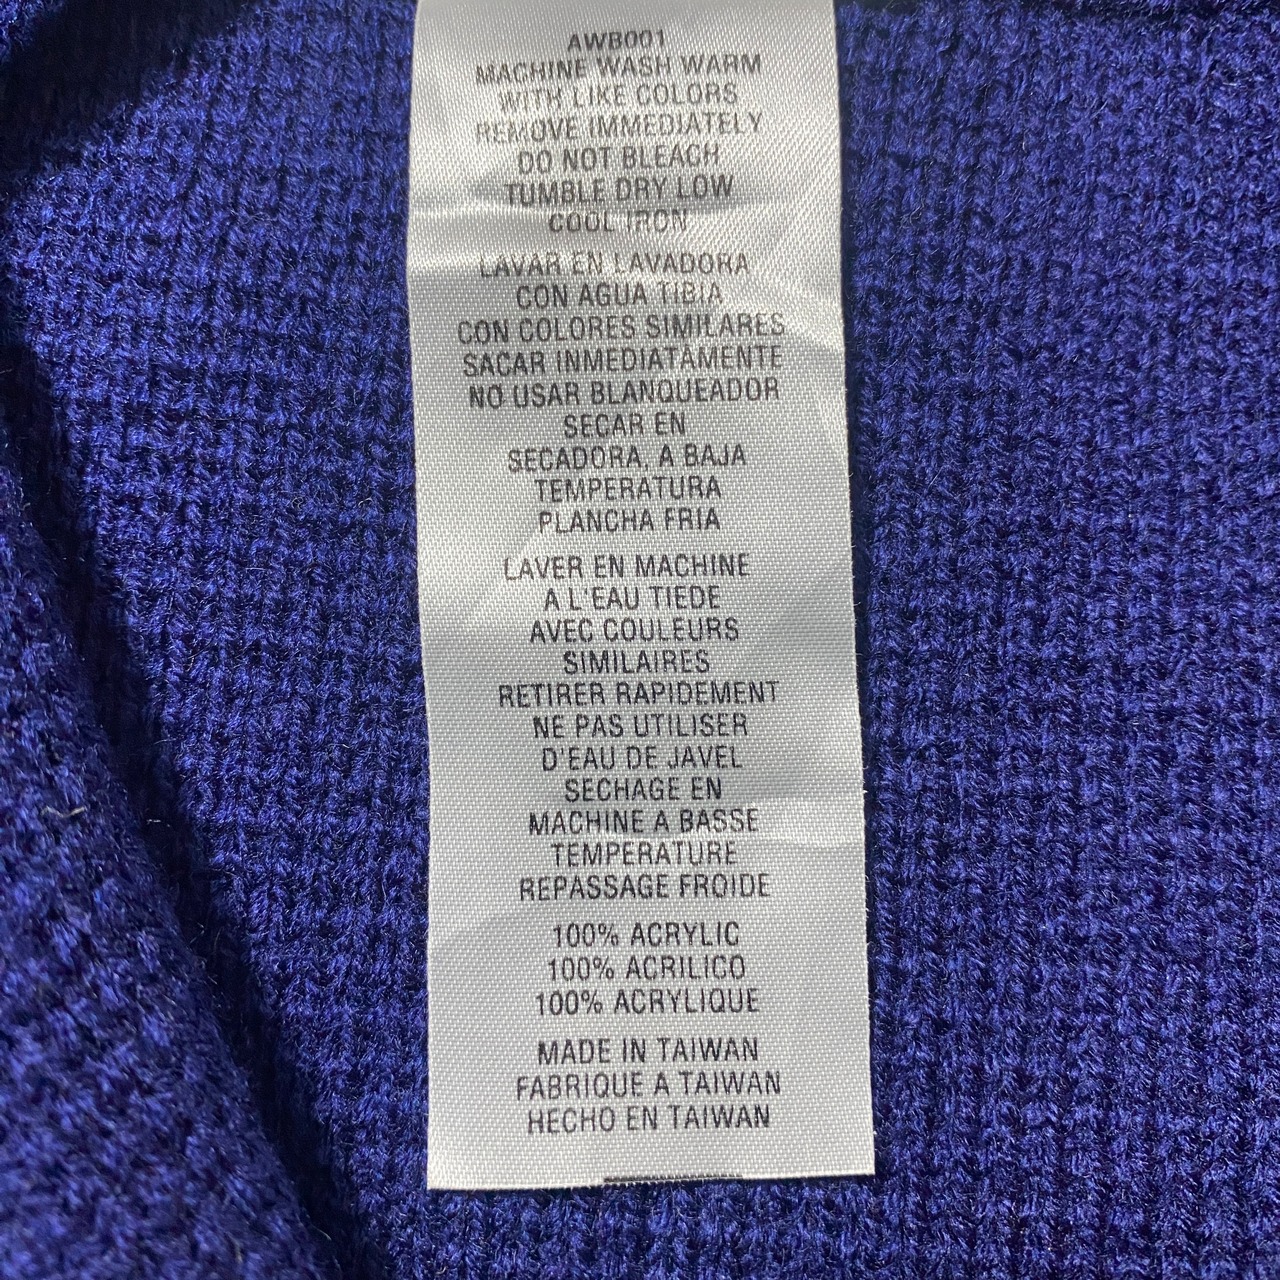 AWB001
MACHINE WASH WARM
WITH LIKE COLORS
REMOVE IMMEDIATELY
DO NOT BLEACH
TUMBLE DRY LOW
COOL IRON
LAVAR EN LAVADORA
CON AGUA TIBIA
CON COLORES SIMILARES
SACAR INMEDIATAMENTE
NO USAR BLANQUEADOR
SECAR EN
SECADORA, A BAJA
TEMPERATURA
PLANCHA FRIA
LAVER EN MACHINE
A L'EAU TIEDE
AVEC COULEURS
SIMILAIRES
RETIRER RAPIDEMENT
NE PAS UTILISER
D'EAU DE JAVEL
SECHAGE EN
MACHINE A BASSE
TEMPERATURE
REPASSAGE FROIDE
100% ACRYLIC
100% ACRILICO
100% ACRYLIQUE
MADE IN TAIWAN
FABRIQUE A TAIWAN
HECHO EN TAIWAN